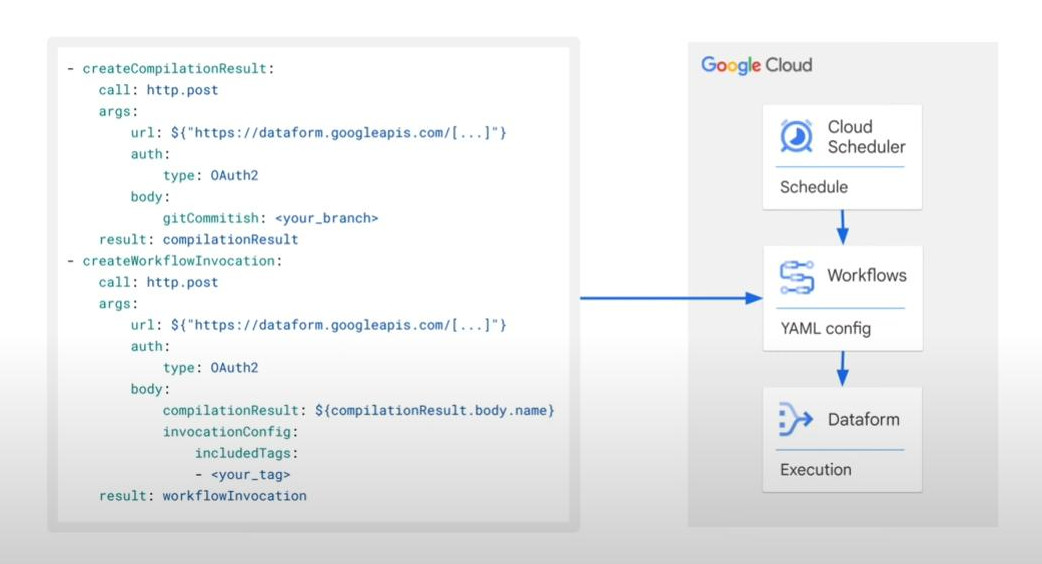 - createCompilationResult:
call: http.post
args:
url: ${"https://dataform.googleapis.com/[...]"}
auth:
type: OAuth2
body:
gitCommitish: <your_branch>
result: compilationResult
- createWorkflowInvocation:
call: http.post
args:
url: ${"https://dataform.googleapis.com/[...]"}
auth:
type: OAuth2
body:
compilationResult: ${compilationResult.body.name}
invocationConfig:
includedTags:
- <your_tag>
result: workflowInvocation
Google Cloud
Cloud
Scheduler
Schedule
Workflows
YAML config
Dataform
Execution